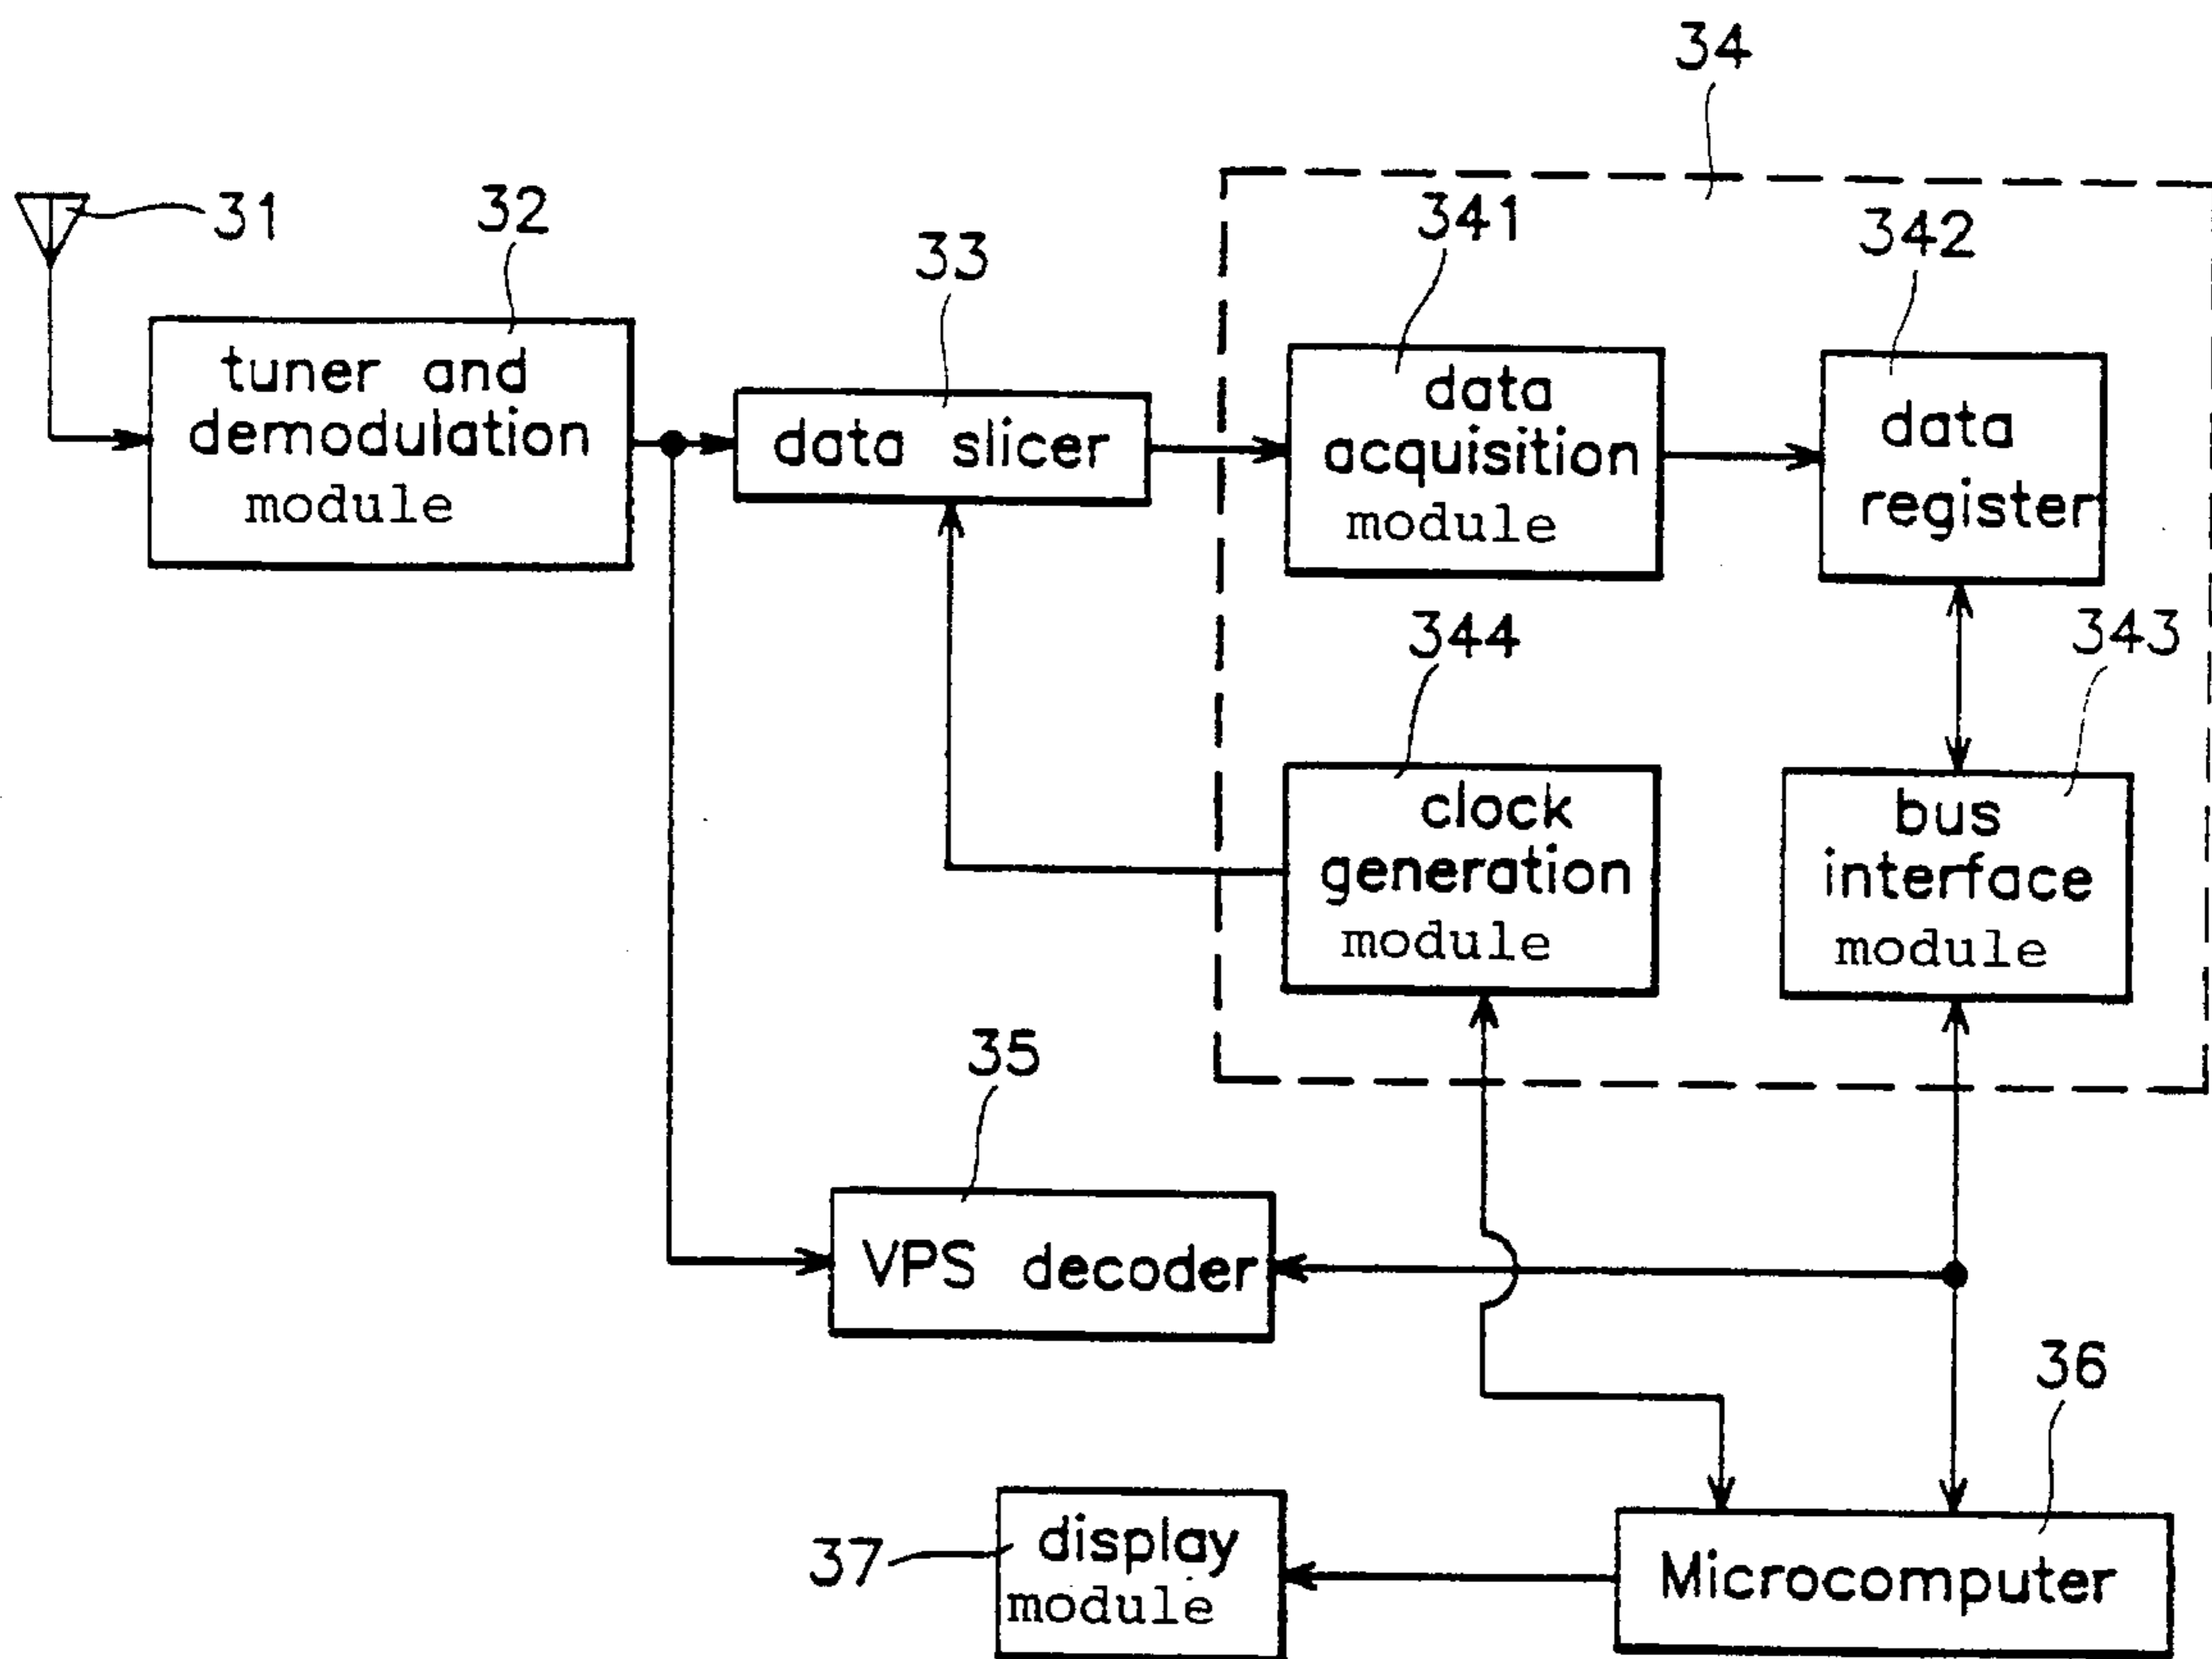 34
31
32
33
341
342
tuner and
demodulation
module
data slicer
data
acquisition
module
data
register
344
343
clock
generation
module
bus
interface
module
35
VPS decoder
36
37
display
module
Microcomputer